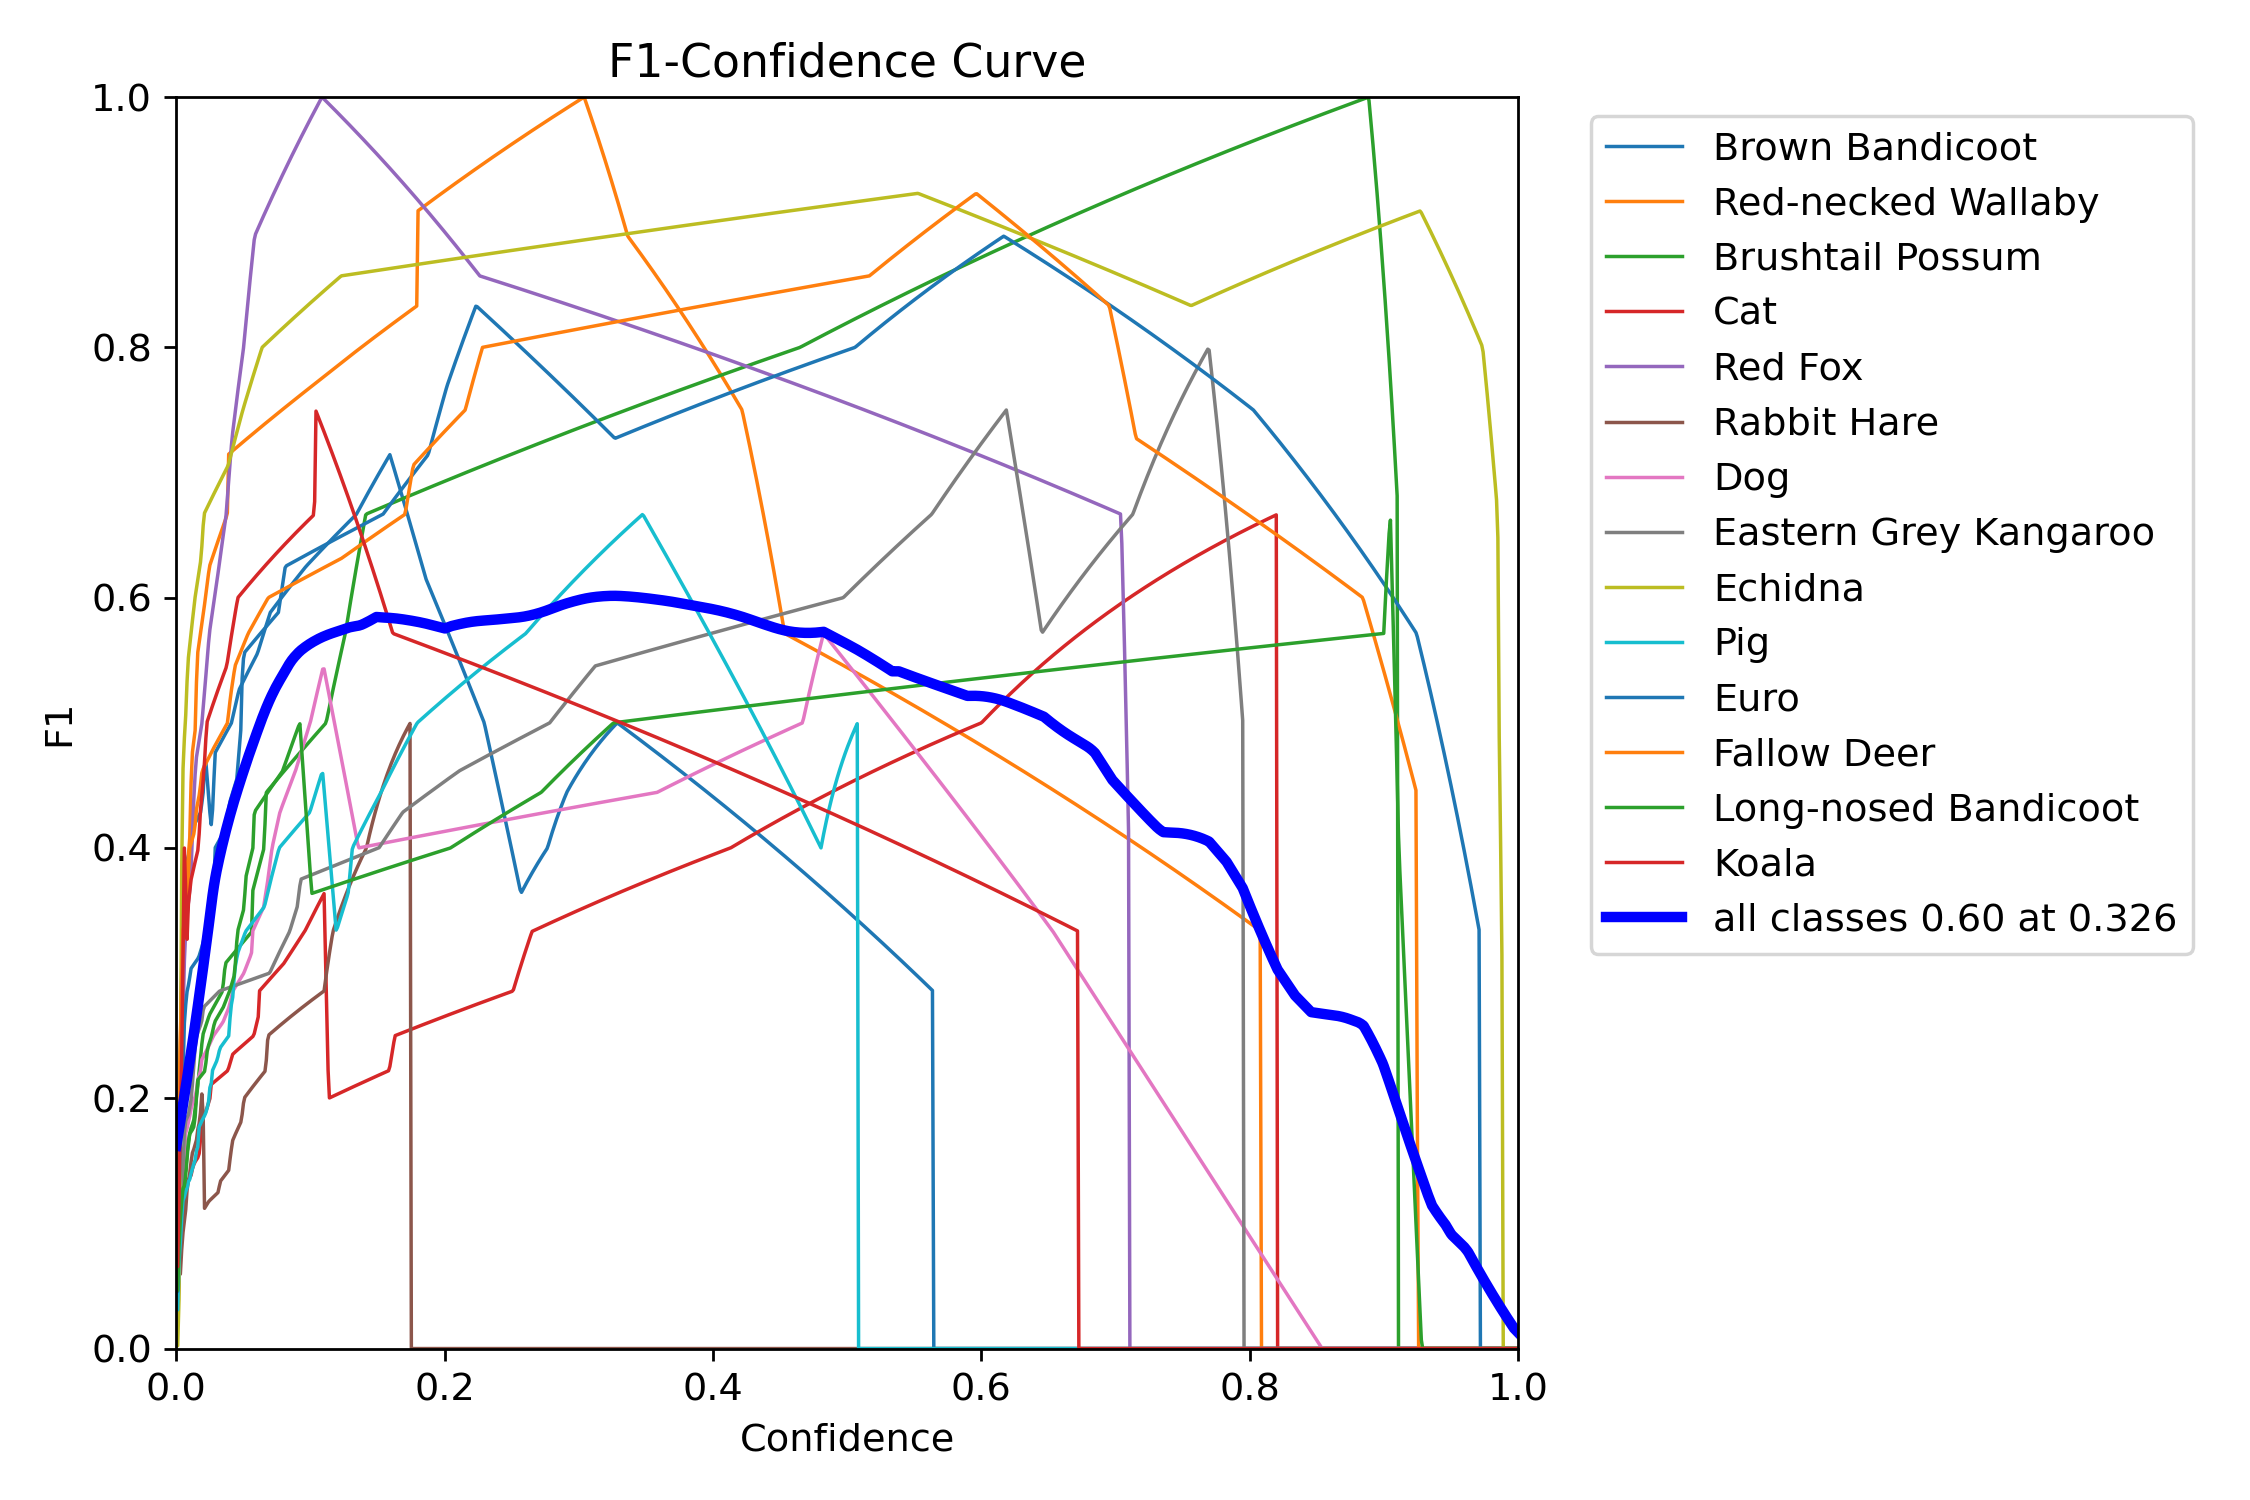 F1-Confidence Curve
1.0
0.8
0.6
0.4
0.2
0.0
F1
0.0 0.2 0.4 0.6 0.8 1.0
Confidence
Brown Bandicoot
Red-necked Wallaby
Brushtail Possum
Cat
Red Fox
Rabbit Hare
Dog
Eastern Grey Kangaroo
Echidna
Pig
Euro
Fallow Deer
Long-nosed Bandicoot
Koala
all classes 0.60 at 0.326